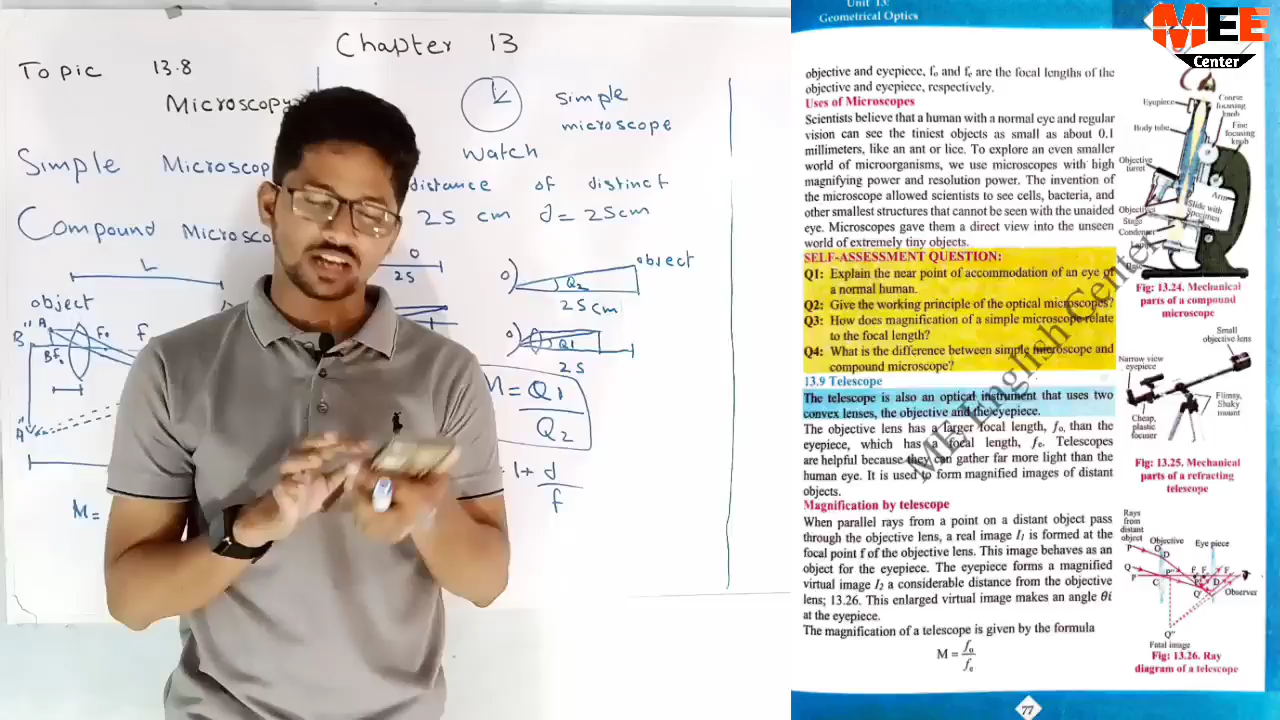 Chapter 13
Topic 13.8
Microscopy
simple
microscope
Watch
Simple Microscop
distance of distinct
25 cm d = 25cm
Compound Microsco
L
O
25
object
O
Q2
25cm
object
B" A
F
f
Bf
O
Q1
25
A"
M = Q1
Q2
M =
1+ d
f
Unit 13:
Geometrical Optics
MEE
Center
objective and eyepiece, fo and fe are the focal lengths of the
objective and eyepiece, respectively.
Uses of Microscopes
Scientists believe that a human with a normal eye and regular
vision can see the tiniest objects as small as about 0.1
millimeters, like an ant or lice. To explore an even smaller
world of microorganisms, we use microscopes with high
magnifying power and resolution power. The invention of
the microscope allowed scientists to see cells, bacteria, and
other smallest structures that cannot be seen with the unaided
eye. Microscopes gave them a direct view into the unseen
world of extremely tiny objects.
SELF-ASSESSMENT QUESTION:
Q1: Explain the near point of accommodation of an eye of
a normal human.
Q2: Give the working principle of the optical microscopes?
Q3: How does magnification of a simple microscope relate
to the focal length?
Q4: What is the difference between simple microscope and
compound microscope?
13.9 Telescope
The telescope is also an optical instrument that uses two
convex lenses, the objective and the eyepiece.
The objective lens has a larger focal length, fo, than the
eyepiece, which has a focal length, fe. Telescopes
are helpful because they can gather far more light than the
human eye. It is used to form magnified images of distant
objects.
Magnification by telescope
When parallel rays from a point on a distant object pass
through the objective lens, a real image I1 is formed at the
focal point f of the objective lens. This image behaves as an
object for the eyepiece. The eyepiece forms a magnified
virtual image I2 a considerable distance from the objective
lens; 13.26. This enlarged virtual image makes an angle θi
at the eyepiece.
The magnification of a telescope is given by the formula
M = fo
fe
Eyepiece
Coarse
focusing
knob
Body tube
Fine
focusing
knob
Objective
turret
Arm
Objective
Slide with
Specimen
Stage
Condenser
Base
Fig: 13.24. Mechanical
parts of a compound
microscope
Small
objective lens
Narrow view
eyepiece
Flimsy,
Shaky
mount
Cheap,
plastic
focuser
Fig: 13.25. Mechanical
parts of a refracting
telescope
Rays
from
distant
object
Objective
Eye piece
P
O
D
Q
P
P"
C
F
F
F
D
Q'
Observer
Q"
Fotal image
Fig: 13.26. Ray
diagram of a telescope
ME English Center
77